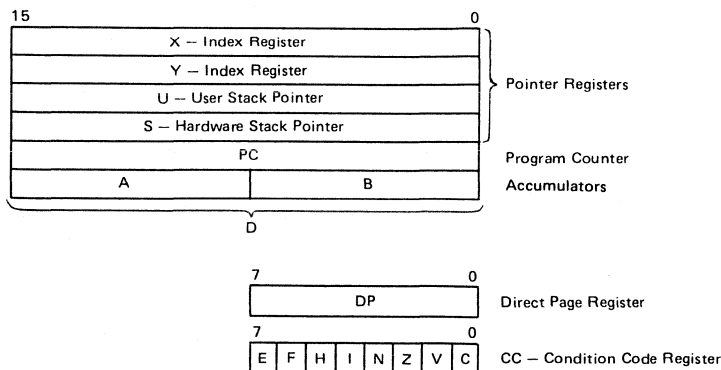 15 0
X – Index Register
Y – Index Register
U – User Stack Pointer
S – Hardware Stack Pointer
Pointer Registers
PC Program Counter
A B Accumulators
D
7 0
DP Direct Page Register
7 0
E F H I N Z V C CC – Condition Code Register